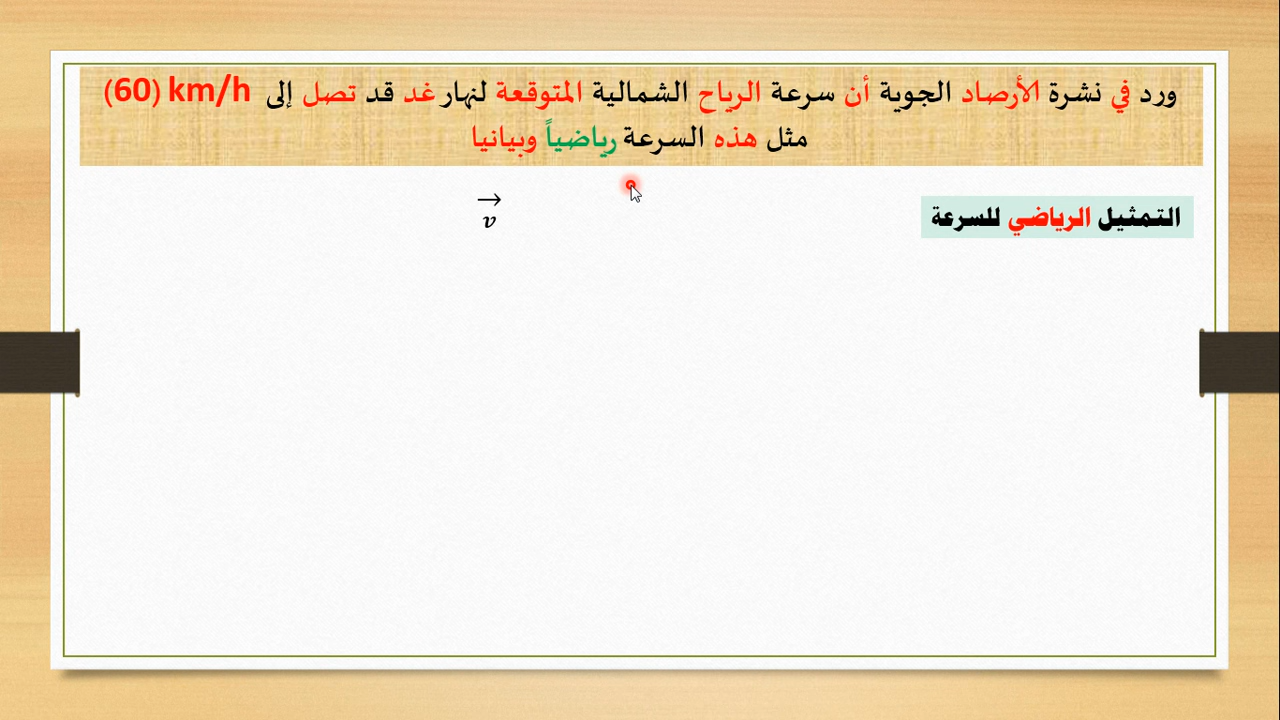 ورد في نشرة الأرصاد الجوية أن سرعة الرياح الشمالية المتوقعة لنهار غد قد تصل إلى (60) km/h
مثل هذه السرعة رياضياً وبيانيا
التمثيل الرياضي للسرعة
v⃗